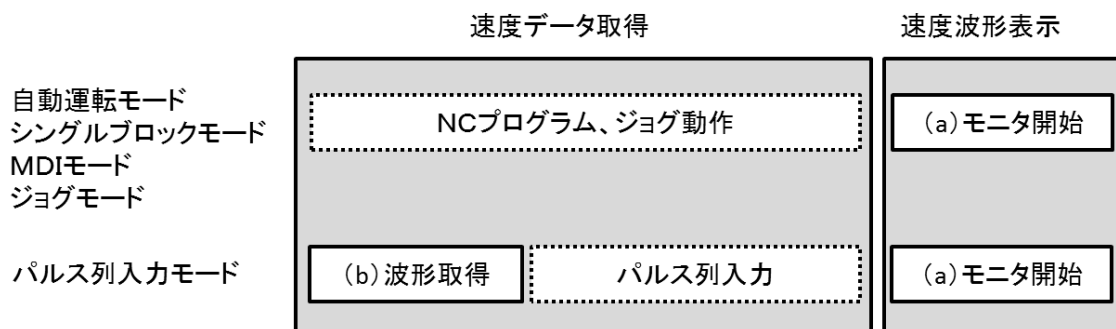 速度データ取得 速度波形表示
自動運転モード
シングルブロックモード
MDIモード
ジョグモード
NCプログラム、ジョグ動作 (a)モニタ開始
パルス列入力モード (b)波形取得 パルス列入力 (a)モニタ開始